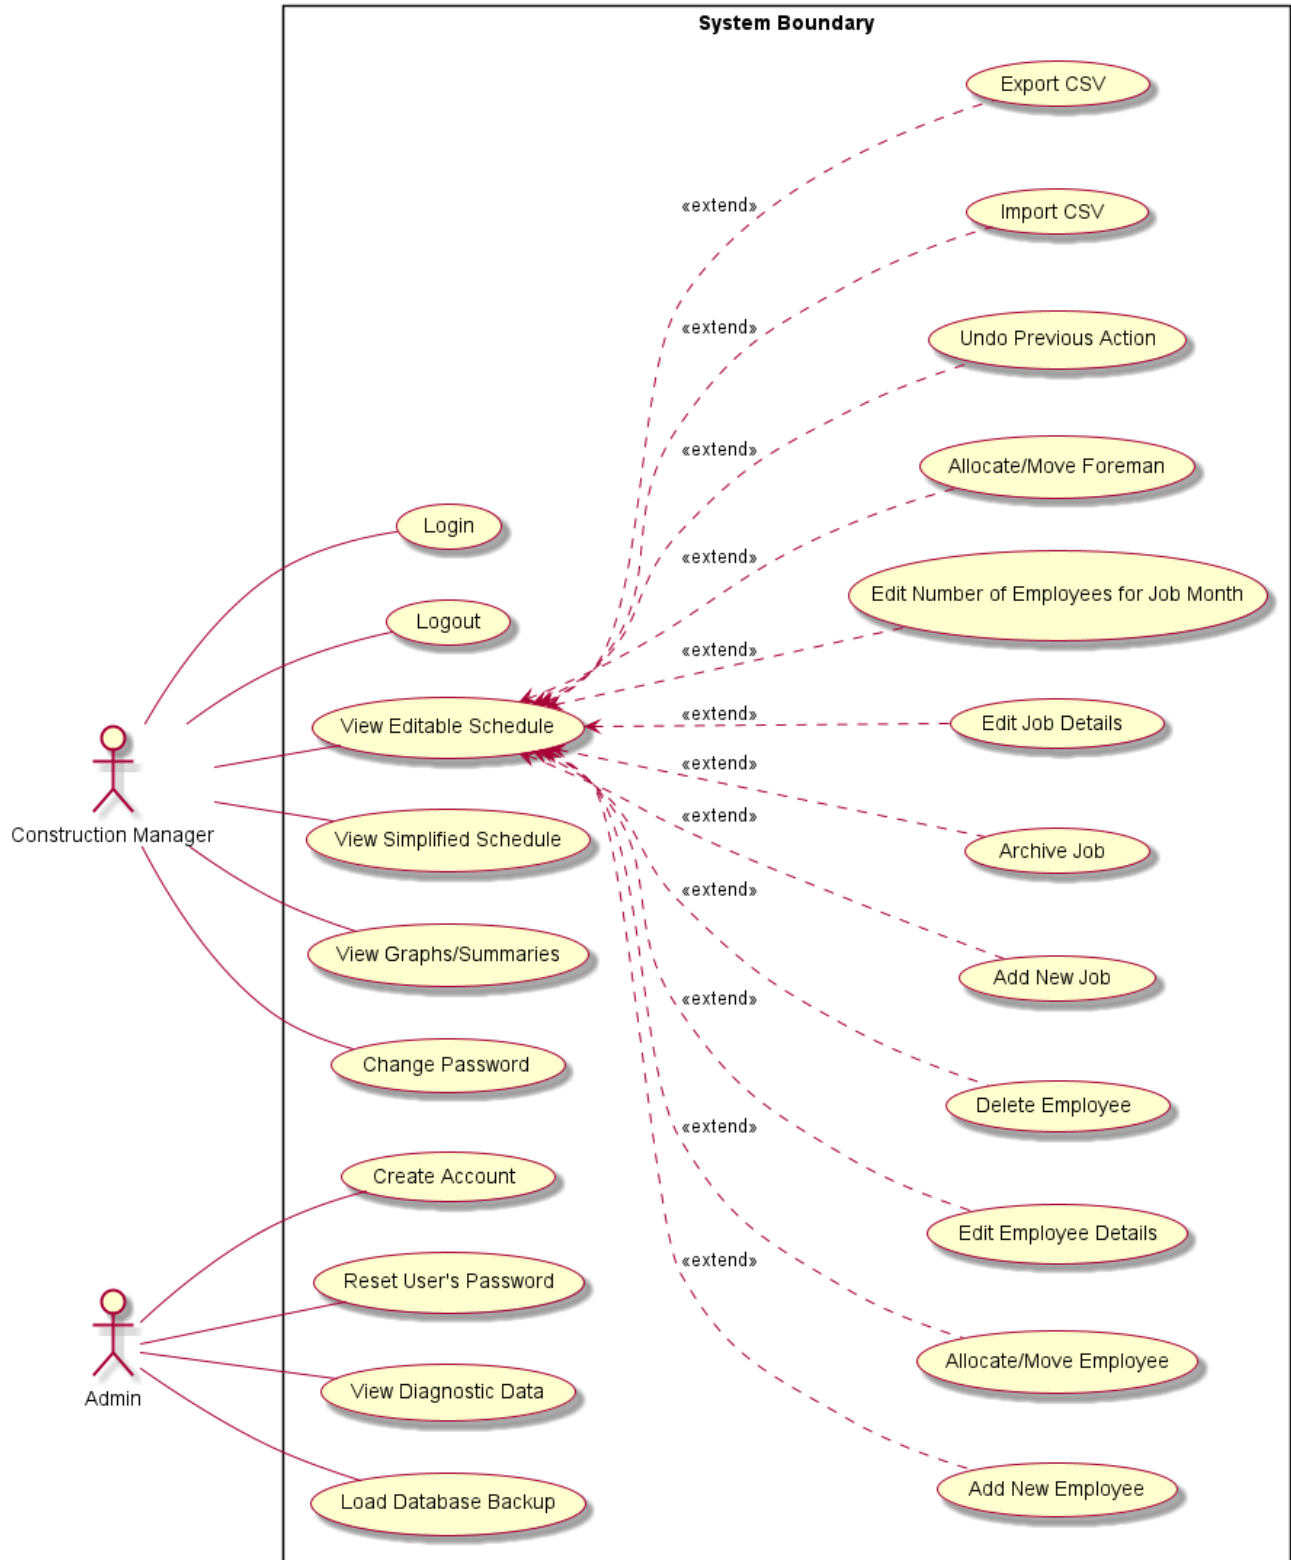 System Boundary
Export CSV
«extend»
Import CSV
«extend»
Undo Previous Action
«extend»
Allocate/Move Foreman
Login
«extend»
Edit Number of Employees for Job Month
Logout
«extend»
View Editable Schedule
«extend»
Edit Job Details
«extend»
Construction Manager
View Simplified Schedule
«extend»
Archive Job
«extend»
View Graphs/Summaries
Add New Job
«extend»
Change Password
Delete Employee
«extend»
Create Account
Edit Employee Details
«extend»
Reset User's Password
Allocate/Move Employee
Admin
View Diagnostic Data
Load Database Backup
Add New Employee